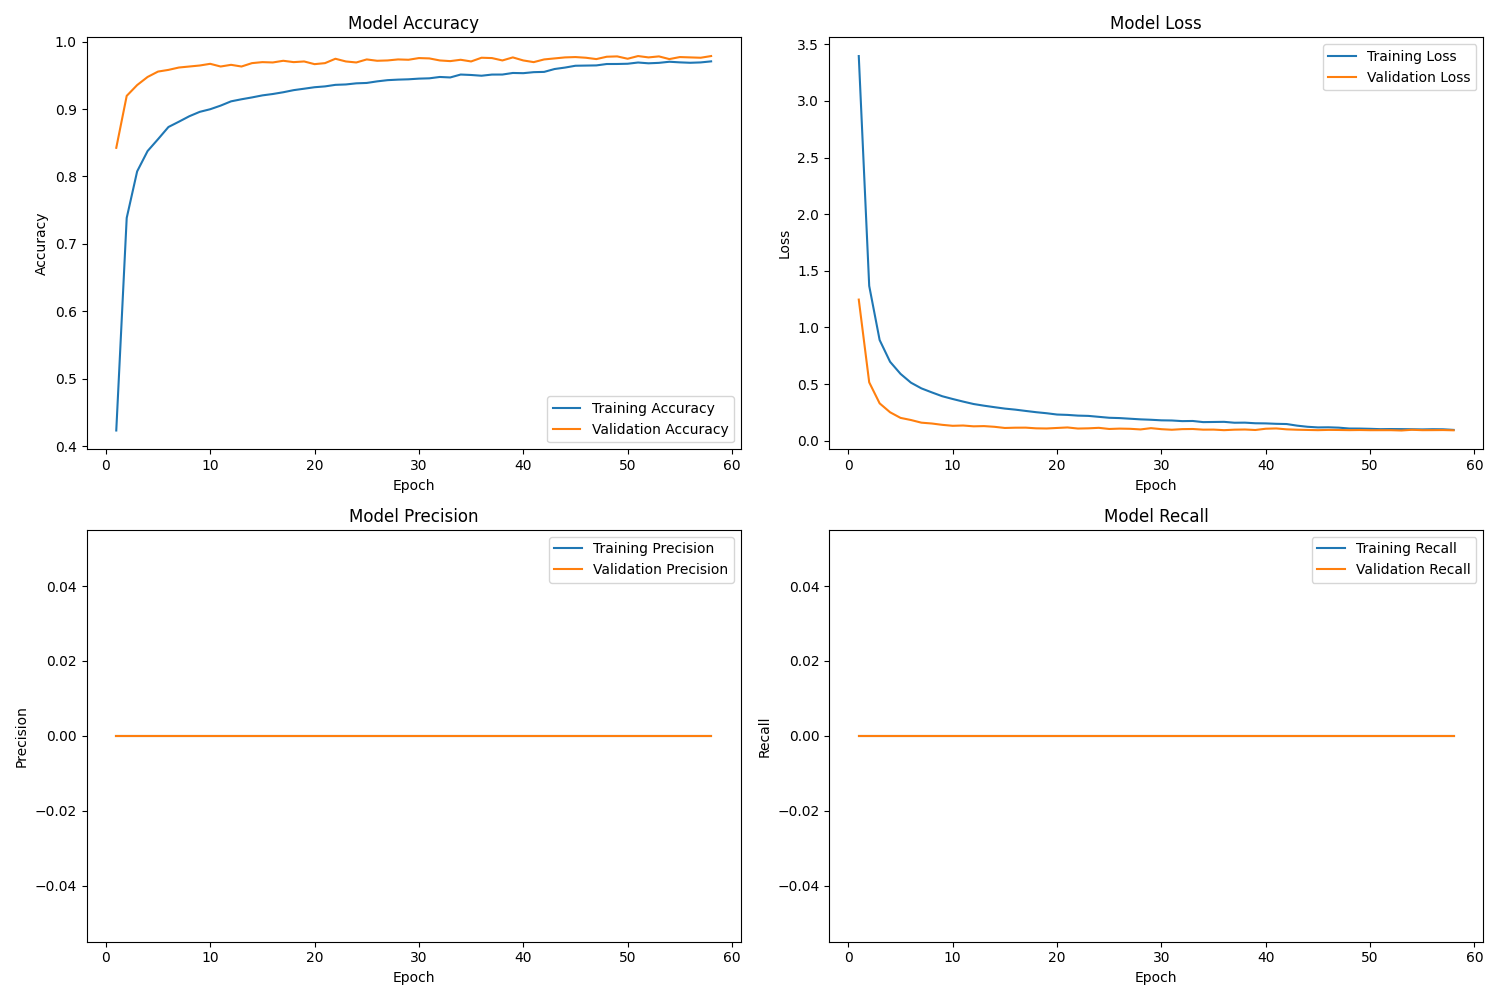 Model Accuracy
1.0
0.9
0.8
0.7
0.6
0.5
0.4
Accuracy
Training Accuracy
Validation Accuracy
0 10 20 30 40 50 60
Epoch
Model Loss
3.5
3.0
2.5
2.0
1.5
1.0
0.5
0.0
Loss
Training Loss
Validation Loss
0 10 20 30 40 50 60
Epoch
Model Precision
0.04
0.02
0.00
−0.02
−0.04
Precision
Training Precision
Validation Precision
0 10 20 30 40 50 60
Epoch
Model Recall
0.04
0.02
0.00
−0.02
−0.04
Recall
Training Recall
Validation Recall
0 10 20 30 40 50 60
Epoch